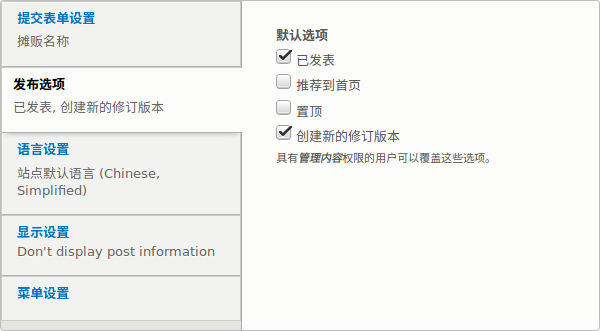 提交表单设置
摊贩名称
发布选项
已发表, 创建新的修订版本
语言设置
站点默认语言 (Chinese,
Simplified)
显示设置
Don't display post information
菜单设置
默认选项
已发表
推荐到首页
置顶
创建新的修订版本
具有管理内容权限的用户可以覆盖这些选项。